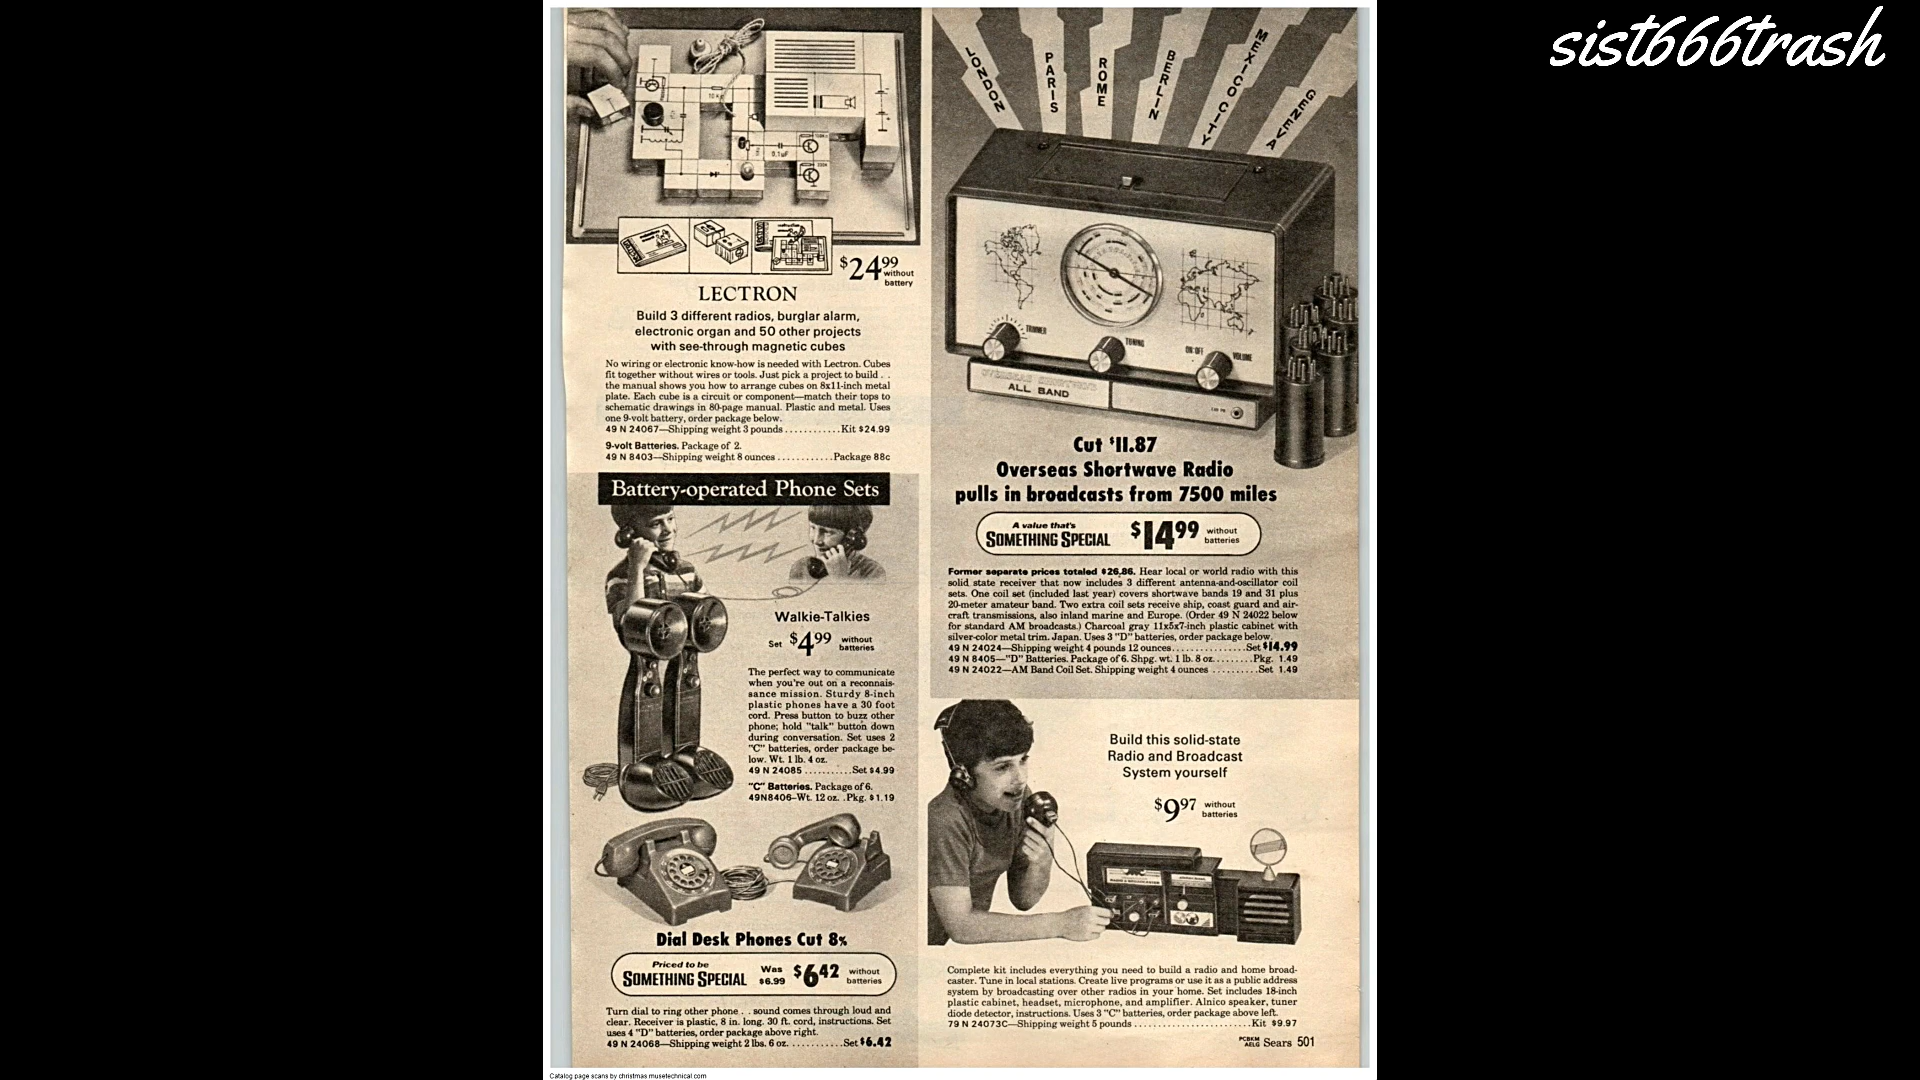 sist666trash
LONDON
PARIS
ROME
BERLIN
MEXICO CITY
GENEVA
$24.99 without
battery
LECTRON
Build 3 different radios, burglar alarm,
electronic organ and 50 other projects
with see-through magnetic cubes
No wiring or electronic know-how is needed with Lectron. Cubes
fit together without wires or tools. Just pick a project to build . .
the manual shows you how to arrange cubes on 8x11-inch metal
plate. Each cube is a circuit or component—match their tops to
schematic drawings in 80-page manual. Plastic and metal. Uses
one 9-volt battery, order package below.
49 N 24067—Shipping weight 3 pounds ............Kit $24.99
9-volt Batteries. Package of 2.
49 N 8403—Shipping weight 8 ounces ............Package 88c
Battery-operated Phone Sets
Walkie-Talkies
Set $4.99 without
batteries
The perfect way to communicate
when you're out on a reconnais-
sance mission. Sturdy 8-inch
plastic phones have a 30 foot
cord. Press button to buzz other
phone; hold "talk" button down
during conversation. Set uses 2
"C" batteries, order package be-
low. Wt. 1 lb. 4 oz.
49 N 24085 ..........Set $4.99
"C" Batteries. Package of 6.
49N8406–Wt. 12 oz. .Pkg. $1.19
Dial Desk Phones Cut 8%
Priced to be
SOMETHING SPECIAL
Was
$6.99
$6.42 without
batteries
Turn dial to ring other phone . . sound comes through loud and
clear. Receiver is plastic, 8 in. long. 30 ft. cord, instructions. Set
uses 4 "D" batteries, order package above right.
49 N 24068—Shipping weight 2 lbs. 6 oz. ...........Set $6.42
TRIMMER
TUNING
ON/OFF VOLUME
OVERSEAS SHORTWAVE
ALL BAND
Cut $11.87
Overseas Shortwave Radio
pulls in broadcasts from 7500 miles
A value that's
SOMETHING SPECIAL
$14.99 without
batteries
Former separate prices totaled $26.86. Hear local or world radio with this
solid state receiver that now includes 3 different antenna-and-oscillator coil
sets. One coil set (included last year) covers shortwave bands 19 and 31 plus
20-meter amateur band. Two extra coil sets receive ship, coast guard and air-
craft transmissions, also inland marine and Europe. (Order 49 N 24022 below
for standard AM broadcasts.) Charcoal gray 11x5x7-inch plastic cabinet with
silver-color metal trim. Japan. Uses 3 "D" batteries, order package below.
49 N 24024—Shipping weight 4 pounds 12 ounces................Set $14.99
49 N 8405—"D" Batteries. Package of 6. Shpg. wt. 1 lb. 8 oz.........Pkg. 1.49
49 N 24022—AM Band Coil Set. Shipping weight 4 ounces ..........Set 1.49
Build this solid-state
Radio and Broadcast
System yourself
$9.97 without
batteries
Complete kit includes everything you need to build a radio and home broad-
caster. Tune in local stations. Create live programs or use it as a public address
system by broadcasting over other radios in your home. Set includes 18-inch
plastic cabinet, headset, microphone, and amplifier. Alnico speaker, tuner
diode detector, instructions. Uses 3 "C" batteries, order package above left.
79 N 24073C—Shipping weight 5 pounds .........................Kit $9.97
PCBKM
AELG Sears 501
Catalog page scans by christmas.musetechnical.com